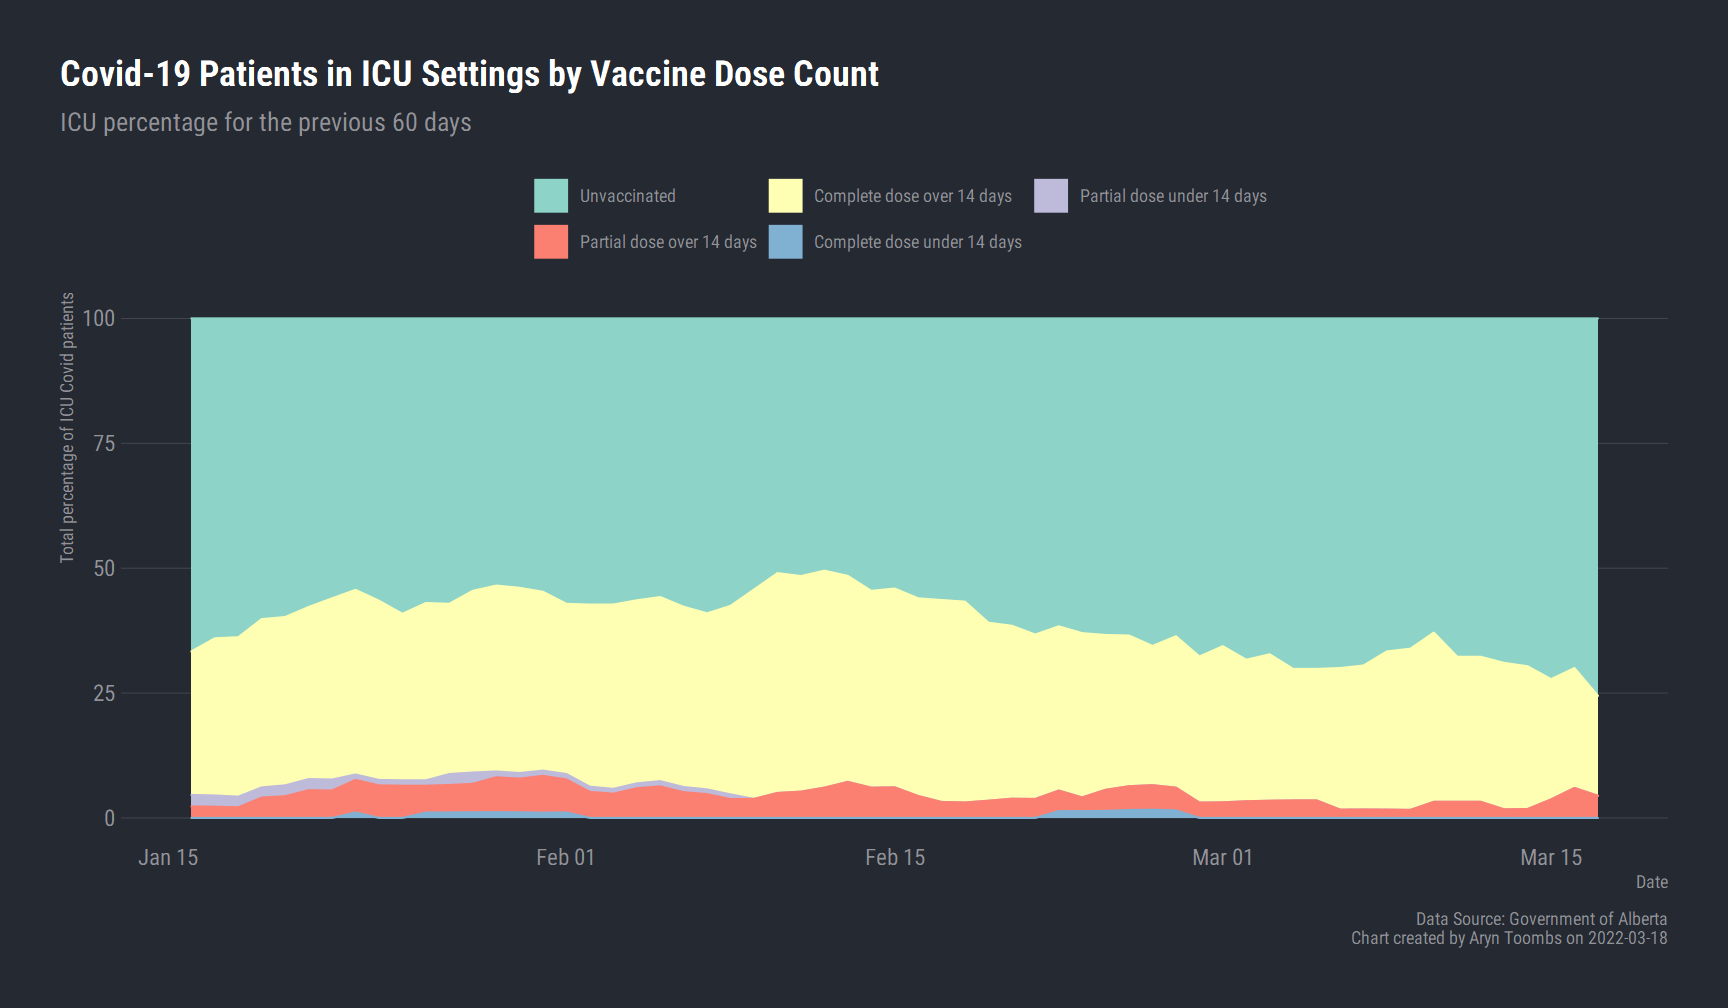 Covid-19 Patients in ICU Settings by Vaccine Dose Count
ICU percentage for the previous 60 days
Unvaccinated
Complete dose over 14 days
Partial dose under 14 days
Partial dose over 14 days
Complete dose under 14 days
Total percentage of ICU Covid patients
100
75
50
25
0
Jan 15
Feb 01
Feb 15
Mar 01
Mar 15
Date
Data Source: Government of Alberta
Chart created by Aryn Toombs on 2022-03-18